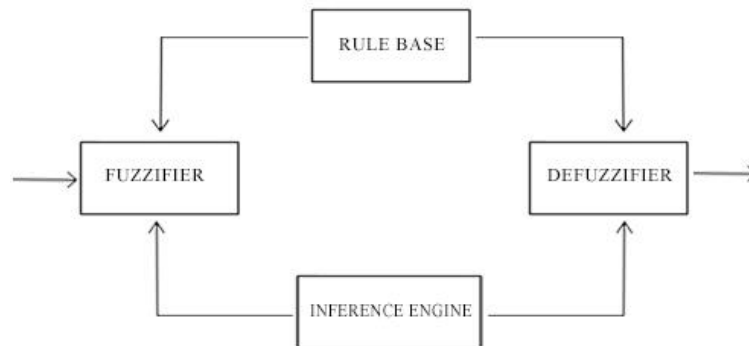 RULE BASE
FUZZIFIER
DEFUZZIFIER
INFERENCE ENGINE